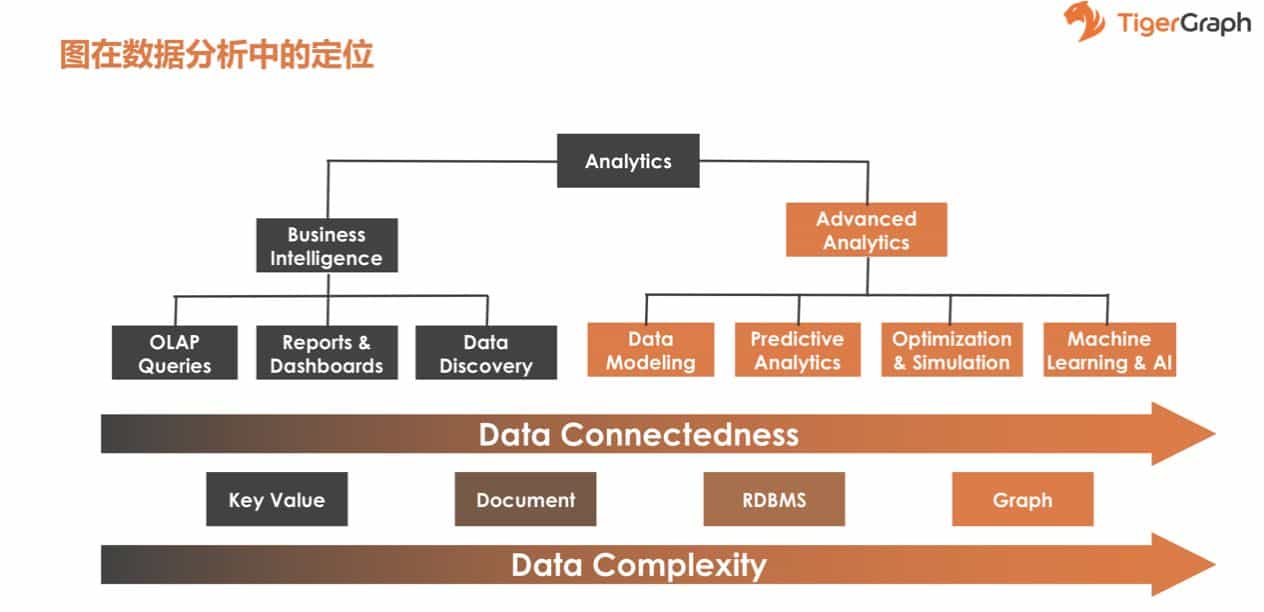 TigerGraph
图在数据分析中的定位
Analytics
Business
Intelligence
Advanced
Analytics
OLAP
Queries
Reports &
Dashboards
Data
Discovery
Data
Modeling
Predictive
Analytics
Optimization
& Simulation
Machine
Learning & AI
Data Connectedness
Key Value
Document
RDBMS
Graph
Data Complexity